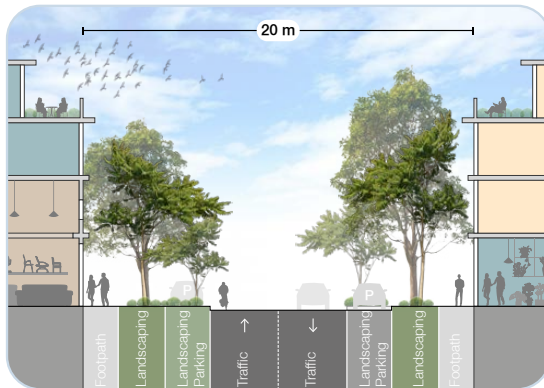 20 m
P
P
Footpath
Landscaping
Landscaping
Parking
Traffic
Traffic
Landscaping
Parking
Landscaping
Footpath